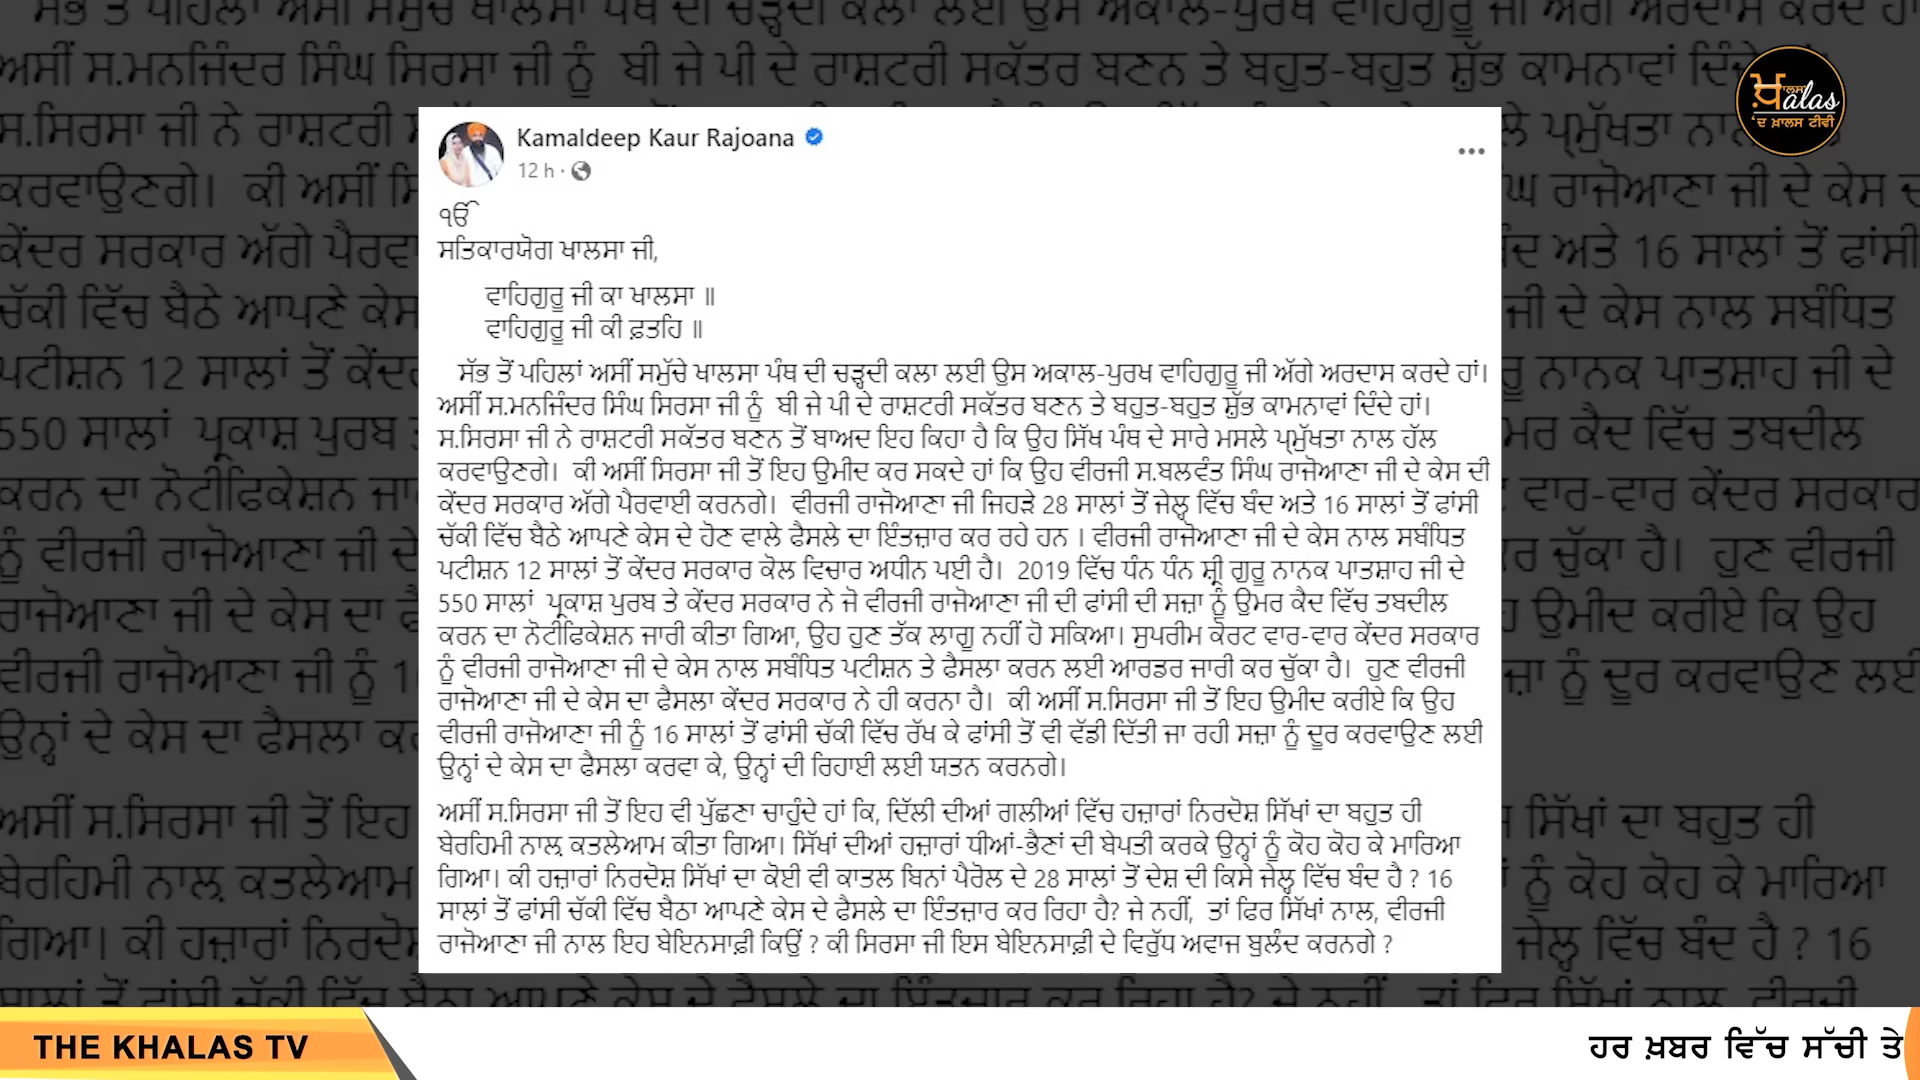 Kamaldeep Kaur Rajoana
12 h ·
ੴ
ਸਤਿਕਾਰਯੋਗ ਖਾਲਸਾ ਜੀ,
ਵਾਹਿਗੁਰੂ ਜੀ ਕਾ ਖਾਲਸਾ ॥
ਵਾਹਿਗੁਰੂ ਜੀ ਕੀ ਫ਼ਤਹਿ ॥
ਸੱਭ ਤੋਂ ਪਹਿਲਾਂ ਅਸੀਂ ਸਮੁੱਚੇ ਖਾਲਸਾ ਪੰਥ ਦੀ ਚੜ੍ਹਦੀ ਕਲਾ ਲਈ ਉਸ ਅਕਾਲ-ਪੁਰਖ ਵਾਹਿਗੁਰੂ ਜੀ ਅੱਗੇ ਅਰਦਾਸ ਕਰਦੇ ਹਾਂ।
ਅਸੀਂ ਸ.ਮਨਜਿੰਦਰ ਸਿੰਘ ਸਿਰਸਾ ਜੀ ਨੂੰ ਬੀ ਜੇ ਪੀ ਦੇ ਰਾਸ਼ਟਰੀ ਸਕੱਤਰ ਬਣਨ ਤੇ ਬਹੁਤ-ਬਹੁਤ ਸ਼ੁੱਭ ਕਾਮਨਾਵਾਂ ਦਿੰਦੇ ਹਾਂ।
ਸ.ਸਿਰਸਾ ਜੀ ਨੇ ਰਾਸ਼ਟਰੀ ਸਕੱਤਰ ਬਣਨ ਤੋਂ ਬਾਅਦ ਇਹ ਕਿਹਾ ਹੈ ਕਿ ਉਹ ਸਿੱਖ ਪੰਥ ਦੇ ਸਾਰੇ ਮਸਲੇ ਪ੍ਰਮੁੱਖਤਾ ਨਾਲ ਹੱਲ
ਕਰਵਾਉਣਗੇ। ਕੀ ਅਸੀਂ ਸਿਰਸਾ ਜੀ ਤੋਂ ਇਹ ਉਮੀਦ ਕਰ ਸਕਦੇ ਹਾਂ ਕਿ ਉਹ ਵੀਰਜੀ ਸ.ਬਲਵੰਤ ਸਿੰਘ ਰਾਜੋਆਣਾ ਜੀ ਦੇ ਕੇਸ ਦੀ
ਕੇਂਦਰ ਸਰਕਾਰ ਅੱਗੇ ਪੈਰਵਾਈ ਕਰਨਗੇ। ਵੀਰਜੀ ਰਾਜੋਆਣਾ ਜੀ ਜਿਹੜੇ 28 ਸਾਲਾਂ ਤੋਂ ਜੇਲ੍ਹ ਵਿੱਚ ਬੰਦ ਅਤੇ 16 ਸਾਲਾਂ ਤੋਂ ਫਾਂਸੀ
ਚੱਕੀ ਵਿੱਚ ਬੈਠੇ ਆਪਣੇ ਕੇਸ ਦੇ ਹੋਣ ਵਾਲੇ ਫੈਸਲੇ ਦਾ ਇੰਤਜ਼ਾਰ ਕਰ ਰਹੇ ਹਨ । ਵੀਰਜੀ ਰਾਜੋਆਣਾ ਜੀ ਦੇ ਕੇਸ ਨਾਲ ਸਬੰਧਿਤ
ਪਟੀਸ਼ਨ 12 ਸਾਲਾਂ ਤੋਂ ਕੇਂਦਰ ਸਰਕਾਰ ਕੋਲ ਵਿਚਾਰ ਅਧੀਨ ਪਈ ਹੈ। 2019 ਵਿੱਚ ਧੰਨ ਧੰਨ ਸ਼੍ਰੀ ਗੁਰੂ ਨਾਨਕ ਪਾਤਸ਼ਾਹ ਜੀ ਦੇ
550 ਸਾਲਾਂ ਪ੍ਰਕਾਸ਼ ਪੁਰਬ ਤੇ ਕੇਂਦਰ ਸਰਕਾਰ ਨੇ ਜੋ ਵੀਰਜੀ ਰਾਜੋਆਣਾ ਜੀ ਦੀ ਫਾਂਸੀ ਦੀ ਸਜ਼ਾ ਨੂੰ ਉਮਰ ਕੈਦ ਵਿੱਚ ਤਬਦੀਲ
ਕਰਨ ਦਾ ਨੋਟੀਫਿਕੇਸ਼ਨ ਜਾਰੀ ਕੀਤਾ ਗਿਆ, ਉਹ ਹੁਣ ਤੱਕ ਲਾਗੂ ਨਹੀਂ ਹੋ ਸਕਿਆ। ਸੁਪਰੀਮ ਕੋਰਟ ਵਾਰ-ਵਾਰ ਕੇਂਦਰ ਸਰਕਾਰ
ਨੂੰ ਵੀਰਜੀ ਰਾਜੋਆਣਾ ਜੀ ਦੇ ਕੇਸ ਨਾਲ ਸਬੰਧਿਤ ਪਟੀਸ਼ਨ ਤੇ ਫੈਸਲਾ ਕਰਨ ਲਈ ਆਰਡਰ ਜਾਰੀ ਕਰ ਚੁੱਕਾ ਹੈ। ਹੁਣ ਵੀਰਜੀ
ਰਾਜੋਆਣਾ ਜੀ ਦੇ ਕੇਸ ਦਾ ਫੈਸਲਾ ਕੇਂਦਰ ਸਰਕਾਰ ਨੇ ਹੀ ਕਰਨਾ ਹੈ। ਕੀ ਅਸੀਂ ਸ.ਸਿਰਸਾ ਜੀ ਤੋਂ ਇਹ ਉਮੀਦ ਕਰੀਏ ਕਿ ਉਹ
ਵੀਰਜੀ ਰਾਜੋਆਣਾ ਜੀ ਨੂੰ 16 ਸਾਲਾਂ ਤੋਂ ਫਾਂਸੀ ਚੱਕੀ ਵਿੱਚ ਰੱਖ ਕੇ ਫਾਂਸੀ ਤੋਂ ਵੀ ਵੱਡੀ ਦਿੱਤੀ ਜਾ ਰਹੀ ਸਜ਼ਾ ਨੂੰ ਦੂਰ ਕਰਵਾਉਣ ਲਈ
ਉਨ੍ਹਾਂ ਦੇ ਕੇਸ ਦਾ ਫੈਸਲਾ ਕਰਵਾ ਕੇ, ਉਨ੍ਹਾਂ ਦੀ ਰਿਹਾਈ ਲਈ ਯਤਨ ਕਰਨਗੇ।
ਅਸੀਂ ਸ.ਸਿਰਸਾ ਜੀ ਤੋਂ ਇਹ ਵੀ ਪੁੱਛਣਾ ਚਾਹੁੰਦੇ ਹਾਂ ਕਿ, ਦਿੱਲੀ ਦੀਆਂ ਗਲੀਆਂ ਵਿੱਚ ਹਜ਼ਾਰਾਂ ਨਿਰਦੋਸ਼ ਸਿੱਖਾਂ ਦਾ ਬਹੁਤ ਹੀ
ਬੇਰਹਿਮੀ ਨਾਲ਼ ਕਤਲੇਆਮ ਕੀਤਾ ਗਿਆ। ਸਿੱਖਾਂ ਦੀਆਂ ਹਜ਼ਾਰਾਂ ਧੀਆਂ-ਭੈਣਾਂ ਦੀ ਬੇਪਤੀ ਕਰਕੇ ਉਨ੍ਹਾਂ ਨੂੰ ਕੋਹ ਕੋਹ ਕੇ ਮਾਰਿਆ
ਗਿਆ। ਕੀ ਹਜ਼ਾਰਾਂ ਨਿਰਦੋਸ਼ ਸਿੱਖਾਂ ਦਾ ਕੋਈ ਵੀ ਕਾਤਲ ਬਿਨਾਂ ਪੈਰੋਲ ਦੇ 28 ਸਾਲਾਂ ਤੋਂ ਦੇਸ਼ ਦੀ ਕਿਸੇ ਜੇਲ੍ਹ ਵਿੱਚ ਬੰਦ ਹੈ ? 16
ਸਾਲਾਂ ਤੋਂ ਫਾਂਸੀ ਚੱਕੀ ਵਿੱਚ ਬੈਠਾ ਆਪਣੇ ਕੇਸ ਦੇ ਫੈਸਲੇ ਦਾ ਇੰਤਜ਼ਾਰ ਕਰ ਰਿਹਾ ਹੈ? ਜੇ ਨਹੀਂ, ਤਾਂ ਫਿਰ ਸਿੱਖਾਂ ਨਾਲ, ਵੀਰਜੀ
ਰਾਜੋਆਣਾ ਜੀ ਨਾਲ ਇਹ ਬੇਇਨਸਾਫ਼ੀ ਕਿਉਂ ? ਕੀ ਸਿਰਸਾ ਜੀ ਇਸ ਬੇਇਨਸਾਫ਼ੀ ਦੇ ਵਿਰੁੱਧ ਅਵਾਜ ਬੁਲੰਦ ਕਰਨਗੇ ?
ਖ਼ਾਲਸ alas
'ਦ ਖ਼ਾਲਸ ਟੀਵੀ
THE KHALAS TV
ਹਰ ਖ਼ਬਰ ਵਿੱਚ ਸੱਚੀ ਤੇ